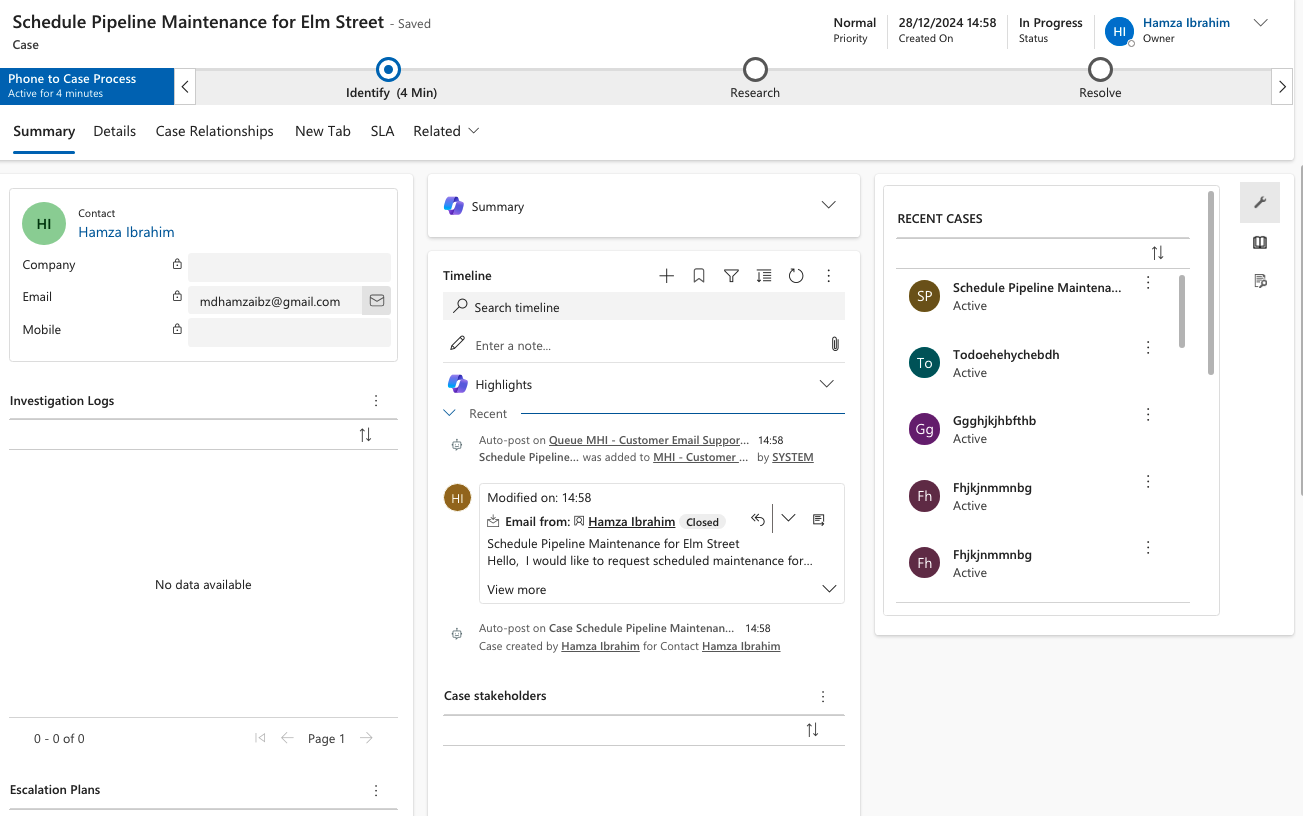 Schedule Pipeline Maintenance for Elm Street - Saved
Case
Normal
Priority
28/12/2024 14:58
Created On
In Progress
Status
HI
Hamza Ibrahim
Owner
Phone to Case Process
Active for 4 minutes
Identify (4 Min)
Research
Resolve
Summary Details Case Relationships New Tab SLA Related
HI
Contact
Hamza Ibrahim
Company
Email mdhamzaibz@gmail.com
Mobile
Investigation Logs
No data available
0 - 0 of 0 Page 1
Escalation Plans
Summary
Timeline
Search timeline
Enter a note...
Highlights
Recent
Auto-post on Queue MHI - Customer Email Suppor... 14:58
Schedule Pipeline... was added to MHI - Customer ... by SYSTEM
HI
Modified on: 14:58
Email from: Hamza Ibrahim Closed
Schedule Pipeline Maintenance for Elm Street
Hello, I would like to request scheduled maintenance for...
View more
Auto-post on Case Schedule Pipeline Maintenan... 14:58
Case created by Hamza Ibrahim for Contact Hamza Ibrahim
Case stakeholders
RECENT CASES
SP
Schedule Pipeline Maintena...
Active
To
Todoehehychebdh
Active
Gg
Ggghjkjhbfthb
Active
Fh
Fhjkjnmmnbg
Active
Fh
Fhjkjnmmnbg
Active